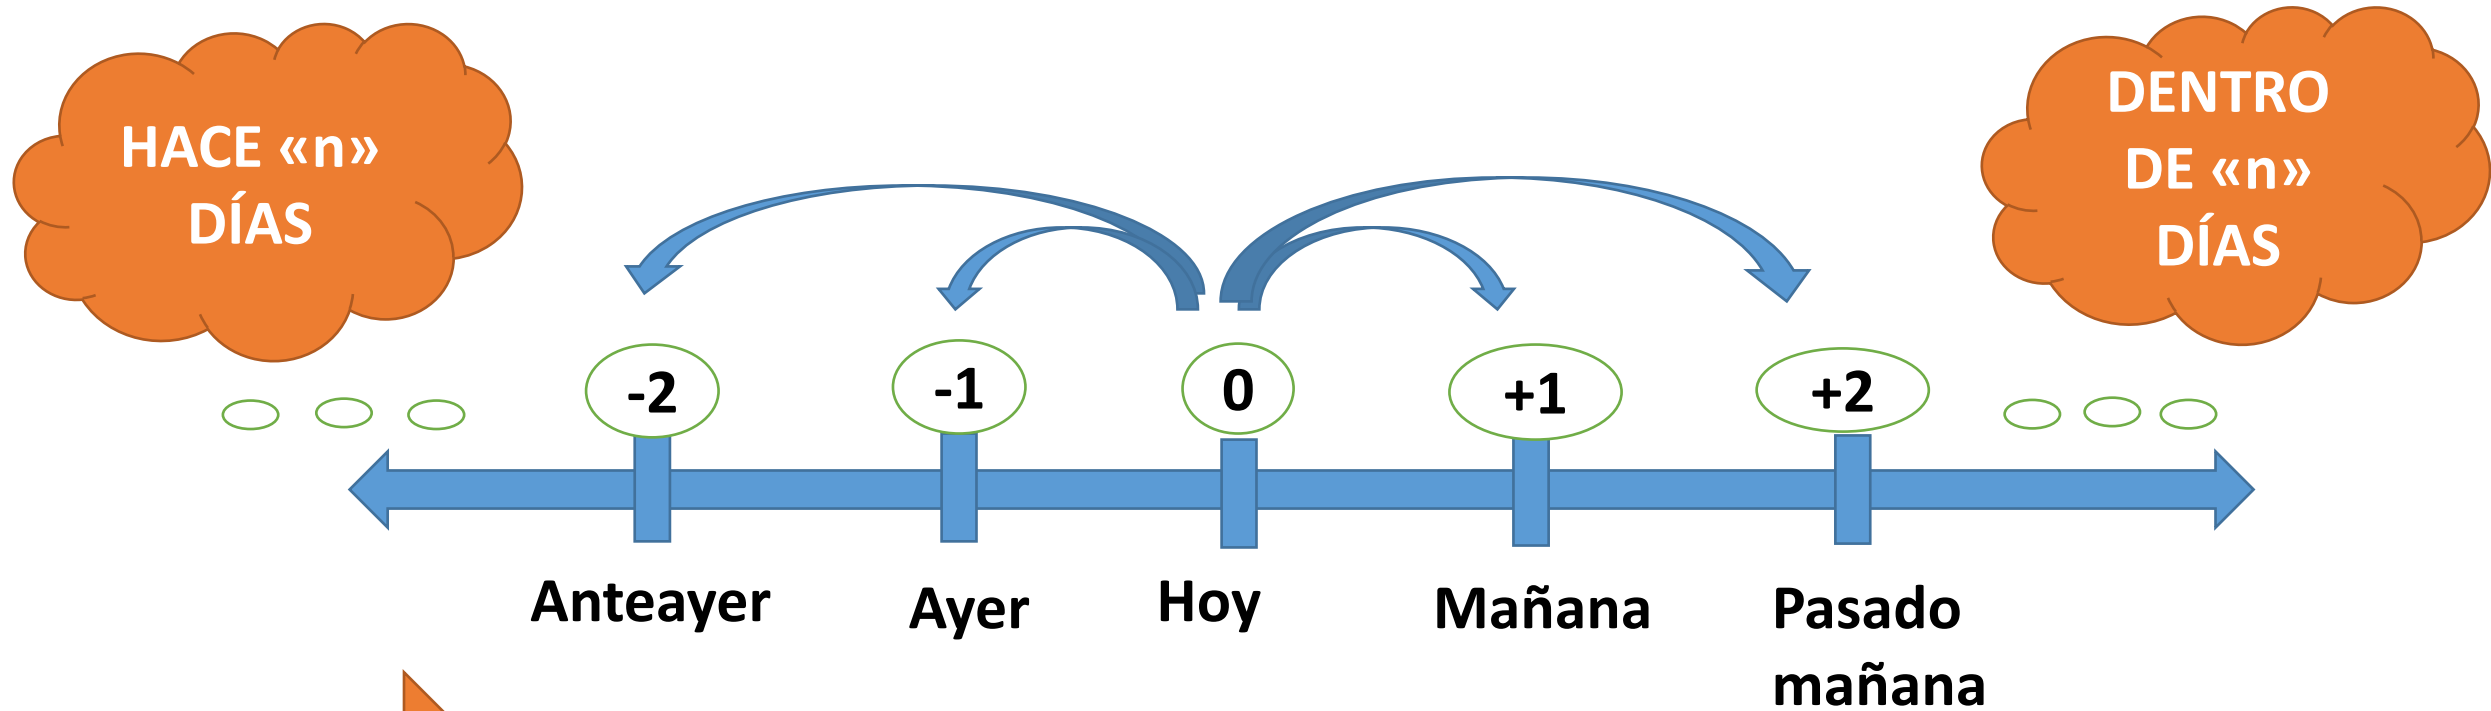 HACE «n»
DÍAS
DENTRO
DE «n»
DÍAS
-2
-1
0
+1
+2
Anteayer
Ayer
Hoy
Mañana
Pasado
mañana